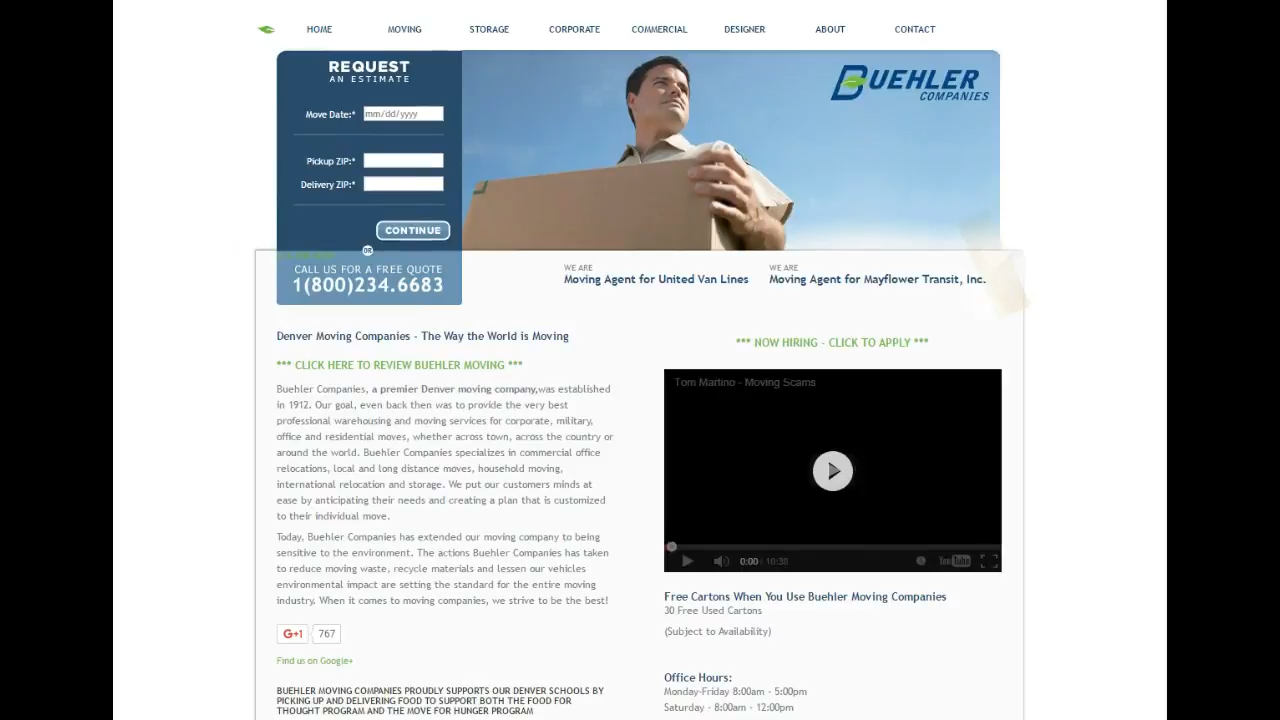 HOME MOVING STORAGE CORPORATE COMMERCIAL DESIGNER ABOUT CONTACT
REQUEST
AN ESTIMATE
Move Date:* mm/dd/yyyy
Pickup ZIP:*
Delivery ZIP:*
CONTINUE
OR
CALL US FOR A FREE QUOTE
1(800)234.6683
BUEHLER
COMPANIES
WE ARE
Moving Agent for United Van Lines
WE ARE
Moving Agent for Mayflower Transit, Inc.
Denver Moving Companies - The Way the World is Moving
*** CLICK HERE TO REVIEW BUEHLER MOVING ***
Buehler Companies, a premier Denver moving company,was established
in 1912. Our goal, even back then was to provide the very best
professional warehousing and moving services for corporate, military,
office and residential moves, whether across town, across the country or
around the world. Buehler Companies specializes in commercial office
relocations, local and long distance moves, household moving,
international relocation and storage. We put our customers minds at
ease by anticipating their needs and creating a plan that is customized
to their individual move.
Today, Buehler Companies has extended our moving company to being
sensitive to the environment. The actions Buehler Companies has taken
to reduce moving waste, recycle materials and lessen our vehicles
environmental impact are setting the standard for the entire moving
industry. When it comes to moving companies, we strive to be the best!
G+1 767
Find us on Google+
BUEHLER MOVING COMPANIES PROUDLY SUPPORTS OUR DENVER SCHOOLS BY
PICKING UP AND DELIVERING FOOD TO SUPPORT BOTH THE FOOD FOR
THOUGHT PROGRAM AND THE MOVE FOR HUNGER PROGRAM
*** NOW HIRING - CLICK TO APPLY ***
Tom Martino - Moving Scams
0:00 / 10:30
YouTube
Free Cartons When You Use Buehler Moving Companies
30 Free Used Cartons
(Subject to Availability)
Office Hours:
Monday-Friday 8:00am - 5:00pm
Saturday - 8:00am - 12:00pm